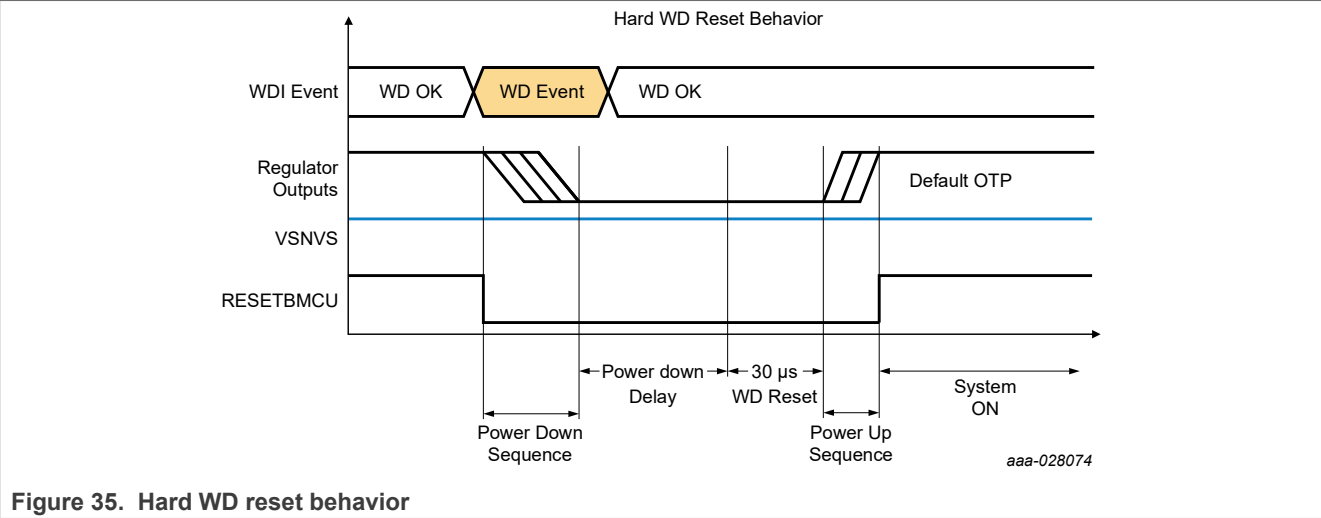 Hard WD Reset Behavior
WDI Event
WD OK
WD Event
WD OK
Regulator
Outputs
Default OTP
VSNVS
RESETBMCU
Power down
Delay
30 µs
WD Reset
System
ON
Power Down
Sequence
Power Up
Sequence
aaa-028074
Figure 35. Hard WD reset behavior